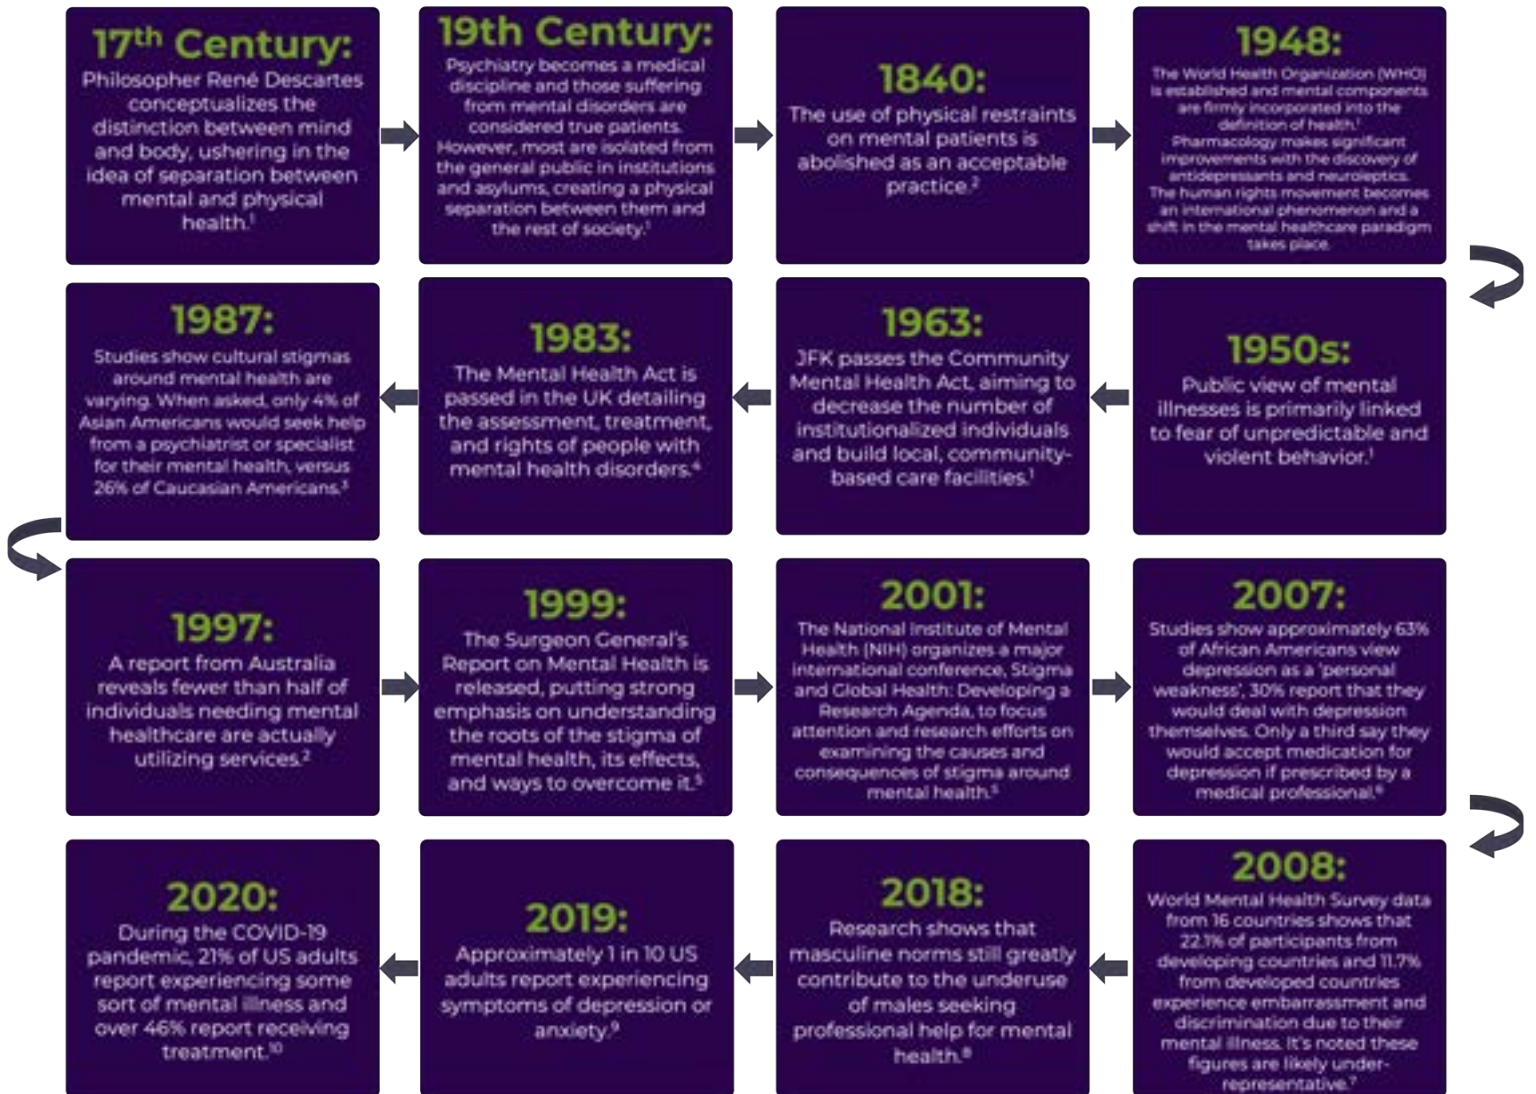 17th Century:
Philosopher René Descartes
conceptualizes the
distinction between mind
and body, ushering in the
idea of separation between
mental and physical
health.¹
19th Century:
Psychiatry becomes a medical
discipline and those suffering
from mental disorders are
considered true patients.
However, most are isolated from
the general public in institutions
and asylums, creating a physical
separation between them and
the rest of society.¹
1840:
The use of physical restraints
on mental patients is
abolished as an acceptable
practice.²
1948:
The World Health Organization (WHO)
is established and mental components
are firmly incorporated into the
definition of health.¹
Pharmacology makes significant
improvements with the discovery of
antidepressants and neuroleptics.
The human rights movement becomes
an international phenomenon and a
shift in the mental healthcare paradigm
takes place.
1950s:
Public view of mental
illnesses is primarily linked
to fear of unpredictable and
violent behavior.¹
1963:
JFK passes the Community
Mental Health Act, aiming to
decrease the number of
institutionalized individuals
and build local, community-
based care facilities.¹
1983:
The Mental Health Act is
passed in the UK detailing
the assessment, treatment,
and rights of people with
mental health disorders.⁴
1987:
Studies show cultural stigmas
around mental health are
varying. When asked, only 4% of
Asian Americans would seek help
from a psychiatrist or specialist
for their mental health, versus
26% of Caucasian Americans.³
1997:
A report from Australia
reveals fewer than half of
individuals needing mental
healthcare are actually
utilizing services.²
1999:
The Surgeon General's
Report on Mental Health is
released, putting strong
emphasis on understanding
the roots of the stigma of
mental health, its effects,
and ways to overcome it.⁵
2001:
The National Institute of Mental
Health (NIH) organizes a major
international conference, Stigma
and Global Health: Developing a
Research Agenda, to focus
attention and research efforts on
examining the causes and
consequences of stigma around
mental health.⁵
2007:
Studies show approximately 63%
of African Americans view
depression as a 'personal
weakness', 30% report that they
would deal with depression
themselves. Only a third say they
would accept medication for
depression if prescribed by a
medical professional.⁶
2008:
World Mental Health Survey data
from 16 countries shows that
22.1% of participants from
developing countries and 11.7%
from developed countries
experience embarrassment and
discrimination due to their
mental illness. It's noted these
figures are likely under-
representative.⁷
2018:
Research shows that
masculine norms still greatly
contribute to the underuse
of males seeking
professional help for mental
health.⁸
2019:
Approximately 1 in 10 US
adults report experiencing
symptoms of depression or
anxiety.⁹
2020:
During the COVID-19
pandemic, 21% of US adults
report experiencing some
sort of mental illness and
over 46% report receiving
treatment.¹⁰